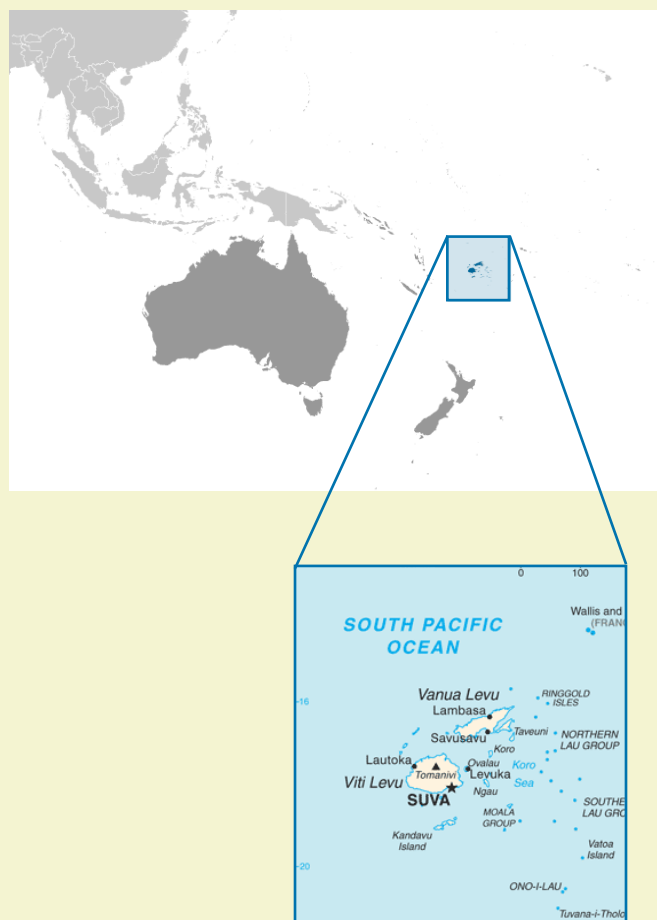 0 100
Wallis and
(FRANC
SOUTH PACIFIC
OCEAN
16
Vanua Levu
RINGGOLD
ISLES
Lambasa
Savusavu
Taveuni
NORTHERN
LAU GROUP
Koro
Lautoka
Ovalau
Koro
Sea
Tomanivi
Levuka
Viti Levu
Ngau
SUVA
SOUTHE
LAU GRO
MOALA
GROUP
Kandavu
Island
Vatoa
Island
20
ONO-I-LAU
Tuvana-i-Tholo